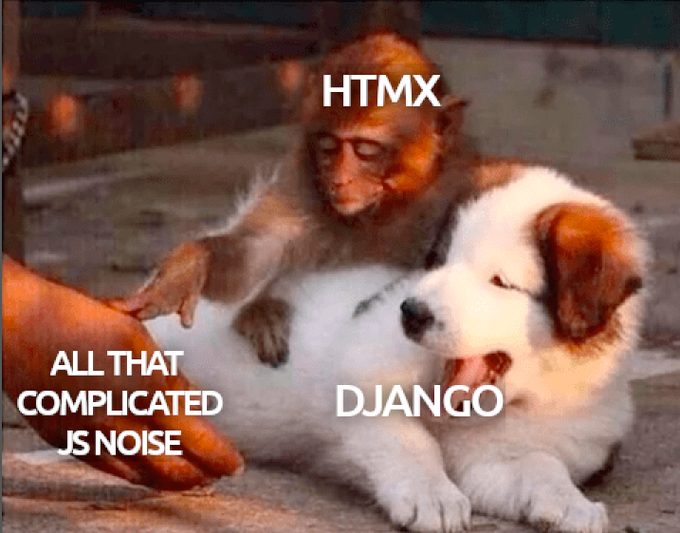 HTMX
ALL THAT
COMPLICATED
JS NOISE
DJANGO